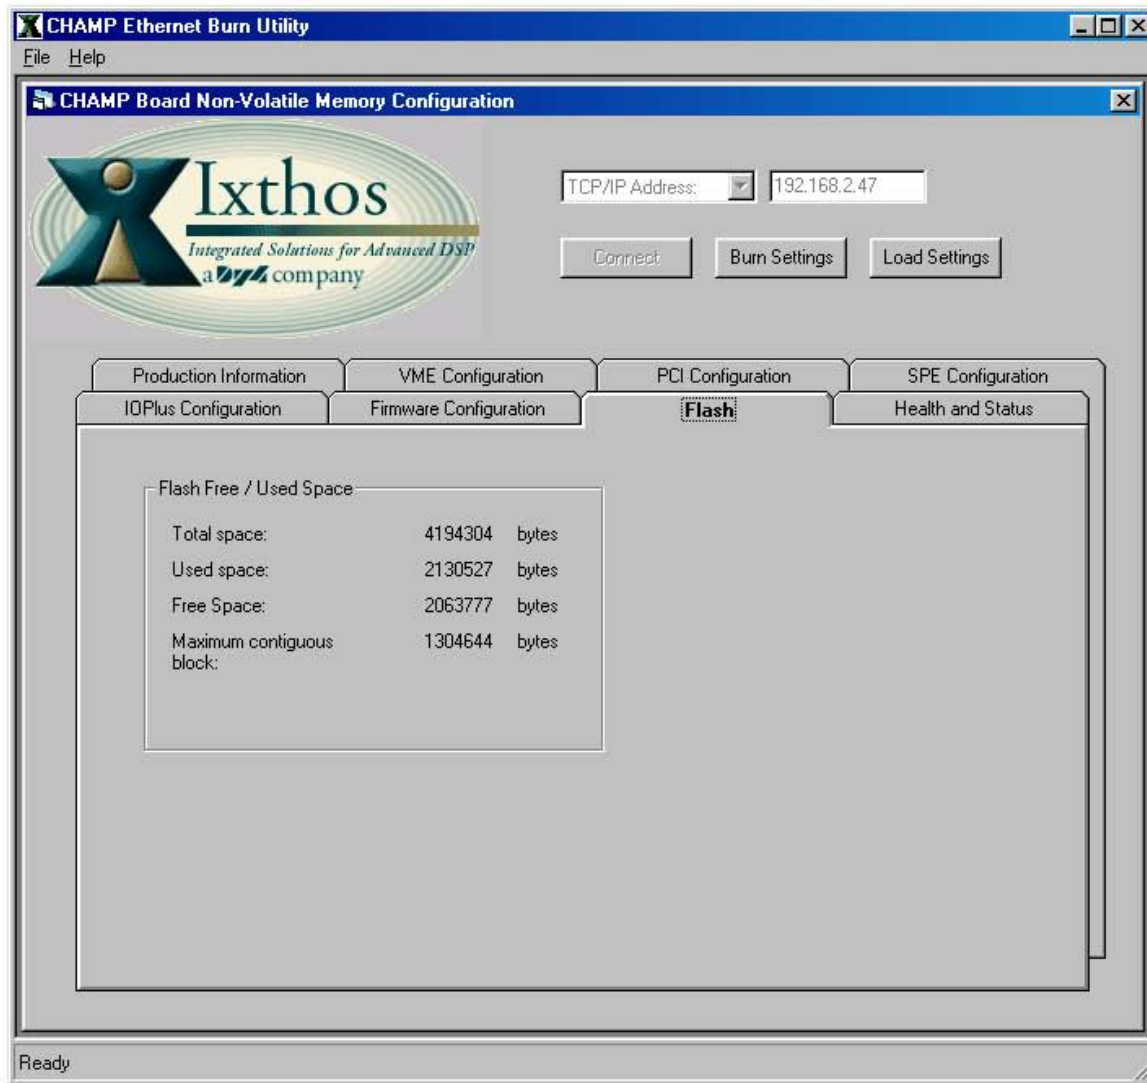 CHAMP Ethernet Burn Utility
File Help
CHAMP Board Non-Volatile Memory Configuration
Ixthos
Integrated Solutions for Advanced DSP
a DY4 company
TCP/IP Address: 192.168.2.47
Connect Burn Settings Load Settings
Production Information VME Configuration PCI Configuration SPE Configuration
IOPlus Configuration Firmware Configuration Flash Health and Status
Flash Free / Used Space
Total space: 4194304 bytes
Used space: 2130527 bytes
Free Space: 2063777 bytes
Maximum contiguous 1304644 bytes
block:
Ready